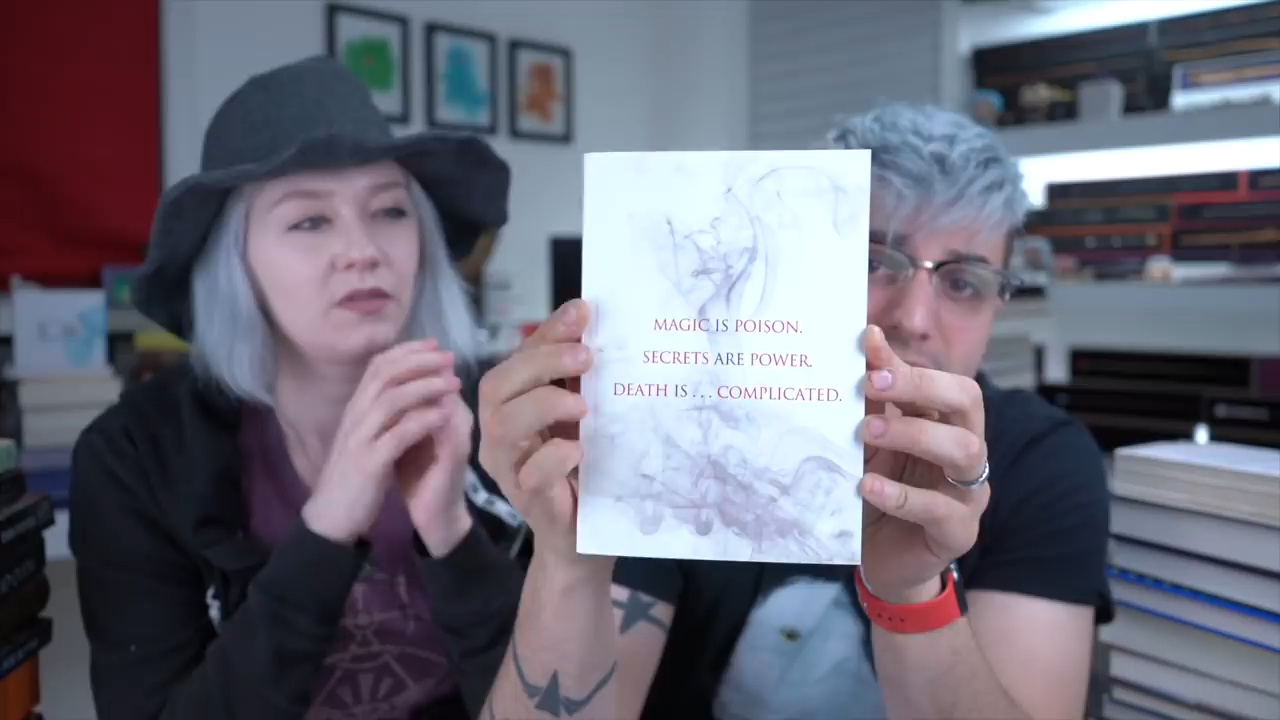 MAGIC IS POISON.
SECRETS ARE POWER.
DEATH IS . . . COMPLICATED.